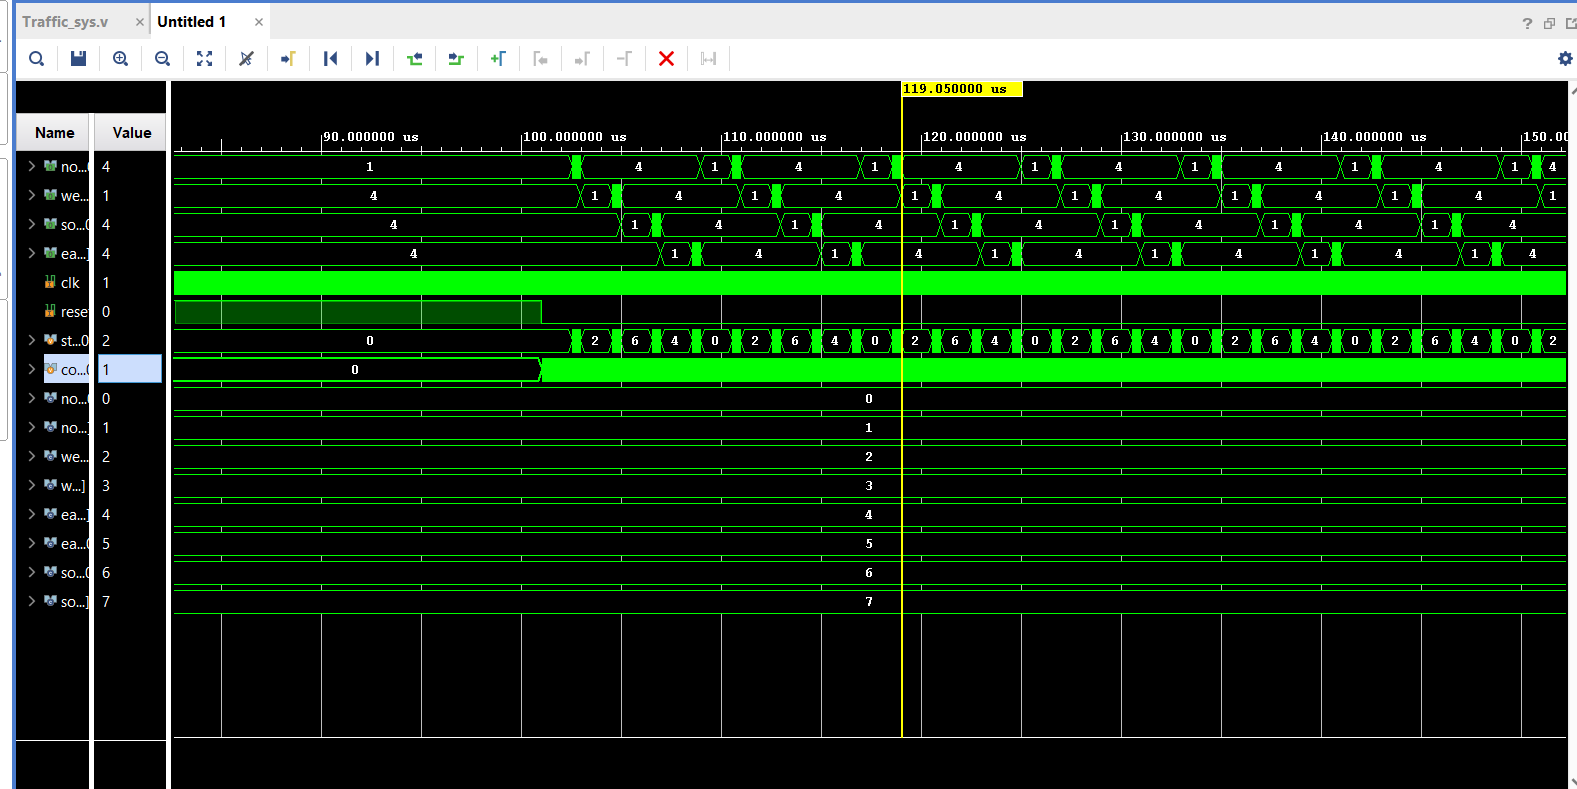 Traffic_sys.v × Untitled 1 × ?
119.050000 us
Name Value 90.000000 us 100.000000 us 110.000000 us 120.000000 us 130.000000 us 140.000000 us 150.0
no...0 4 1 4 1 4 1 4 1 4 1 4 1 4 1 4
we... 1 4 1 4 1 4 1 4 1 4 1 4 1 4 1
so...0 4 4 1 4 1 4 1 4 1 4 1 4 1 4
ea...] 4 4 1 4 1 4 1 4 1 4 1 4 1 4
clk 1
rese 0
st...0 2 0 2 6 4 0 2 6 4 0 2 6 4 0 2 6 4 0 2 6 4 0 2 6 4 0 2
co...0 1 0
no...0 0 0
no...] 1 1
we... 2 2
w...] 3 3
ea...] 4 4
ea...0 5 5
so...0 6 6
so...] 7 7